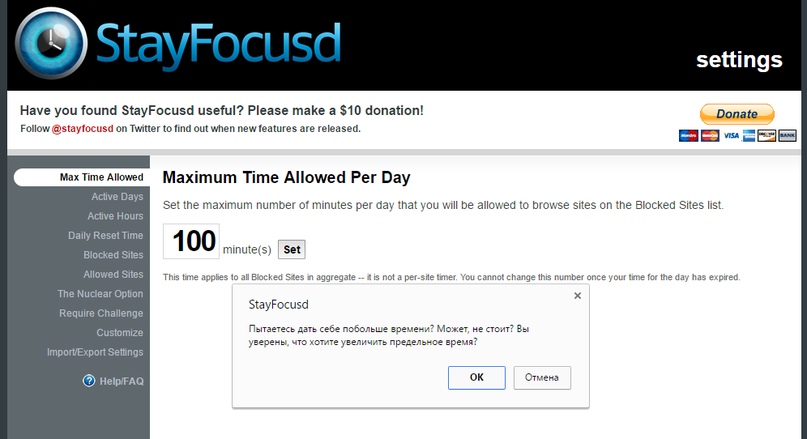 StayFocusd
settings
Have you found StayFocusd useful? Please make a $10 donation!
Follow @stayfocusd on Twitter to find out when new features are released.
Donate
VISA
BANK
Max Time Allowed
Active Days
Active Hours
Daily Reset Time
Blocked Sites
Allowed Sites
The Nuclear Option
Require Challenge
Customize
Import/Export Settings
? Help/FAQ
Maximum Time Allowed Per Day
Set the maximum number of minutes per day that you will be allowed to browse sites on the Blocked Sites list.
100 minute(s) Set
This time applies to all Blocked Sites in aggregate -- it is not a per-site timer. You cannot change this number once your time for the day has expired.
StayFocusd
Пытаетесь дать себе побольше времени? Может, не стоит? Вы
уверены, что хотите увеличить предельное время?
OK Отмена